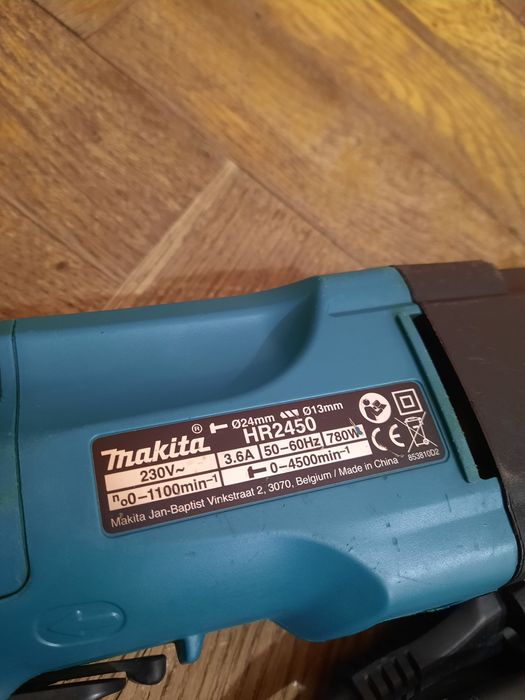 makita® Ø24mm Ø13mm
HR2450
230V~ 3.6A 50–60Hz 780W
n₀0–1100min⁻¹ 0–4500min⁻¹
Makita Jan-Baptist Vinkstraat 2, 3070, Belgium / Made in China 853810D2
CE